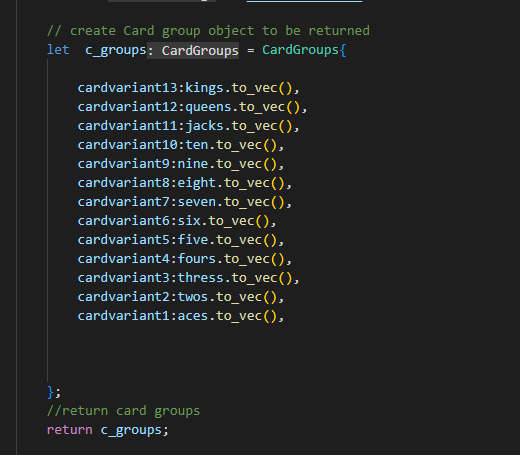 // create Card group object to be returned
let c_groups: CardGroups = CardGroups{
cardvariant13:kings.to_vec(),
cardvariant12:queens.to_vec(),
cardvariant11:jacks.to_vec(),
cardvariant10:ten.to_vec(),
cardvariant9:nine.to_vec(),
cardvariant8:eight.to_vec(),
cardvariant7:seven.to_vec(),
cardvariant6:six.to_vec(),
cardvariant5:five.to_vec(),
cardvariant4:fours.to_vec(),
cardvariant3:thress.to_vec(),
cardvariant2:twos.to_vec(),
cardvariant1:aces.to_vec(),
};
//return card groups
return c_groups;